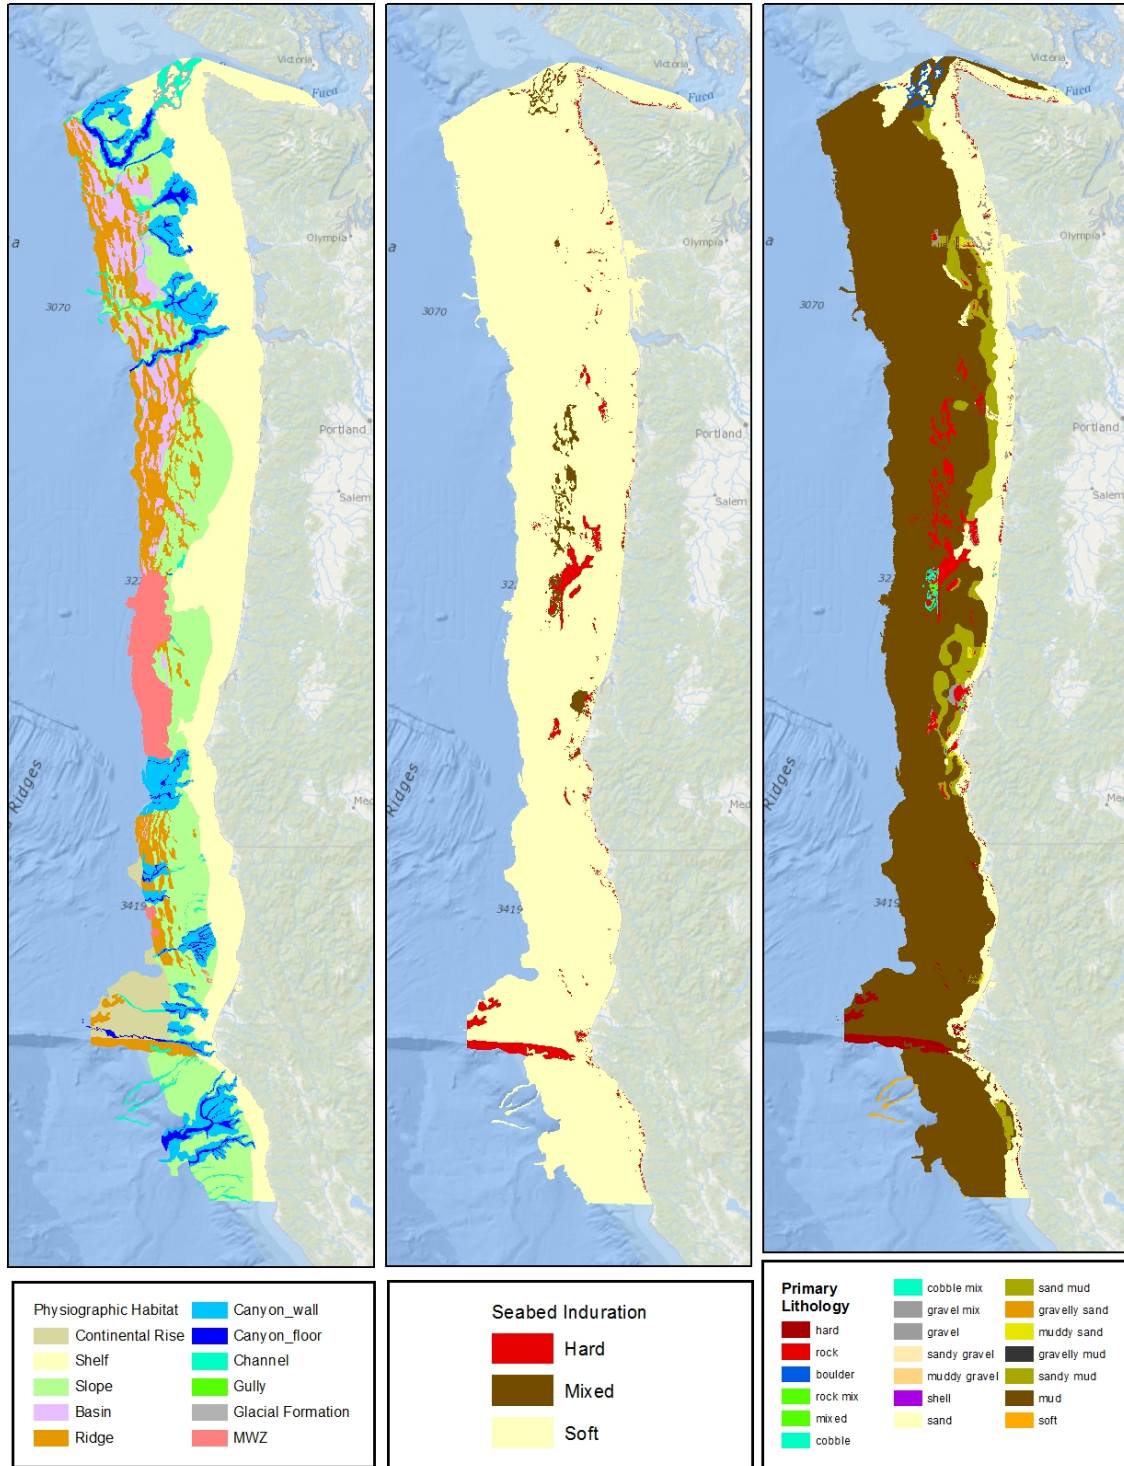 Victoria
Fuca
Olympia
a
3070
Portland
Salem
Ridges
3419
Victoria
Fuca
Olympia
3070
Portland
Salem
Ridges
Med
3419
Victoria
Fuca
Olympia
a
3070
Portland
Salem
Ridges
Me
3419
Physiographic Habitat
Continental Rise
Shelf
Slope
Basin
Ridge
Canyon_wall
Canyon_floor
Channel
Gully
Glacial Formation
MWZ
Seabed Induration
Hard
Mixed
Soft
Primary
Lithology
hard
rock
boulder
rock mix
mixed
cobble
cobble mix
gravel mix
gravel
sandy gravel
muddy gravel
shell
sand
sand mud
gravelly sand
muddy sand
gravelly mud
sandy mud
mud
soft